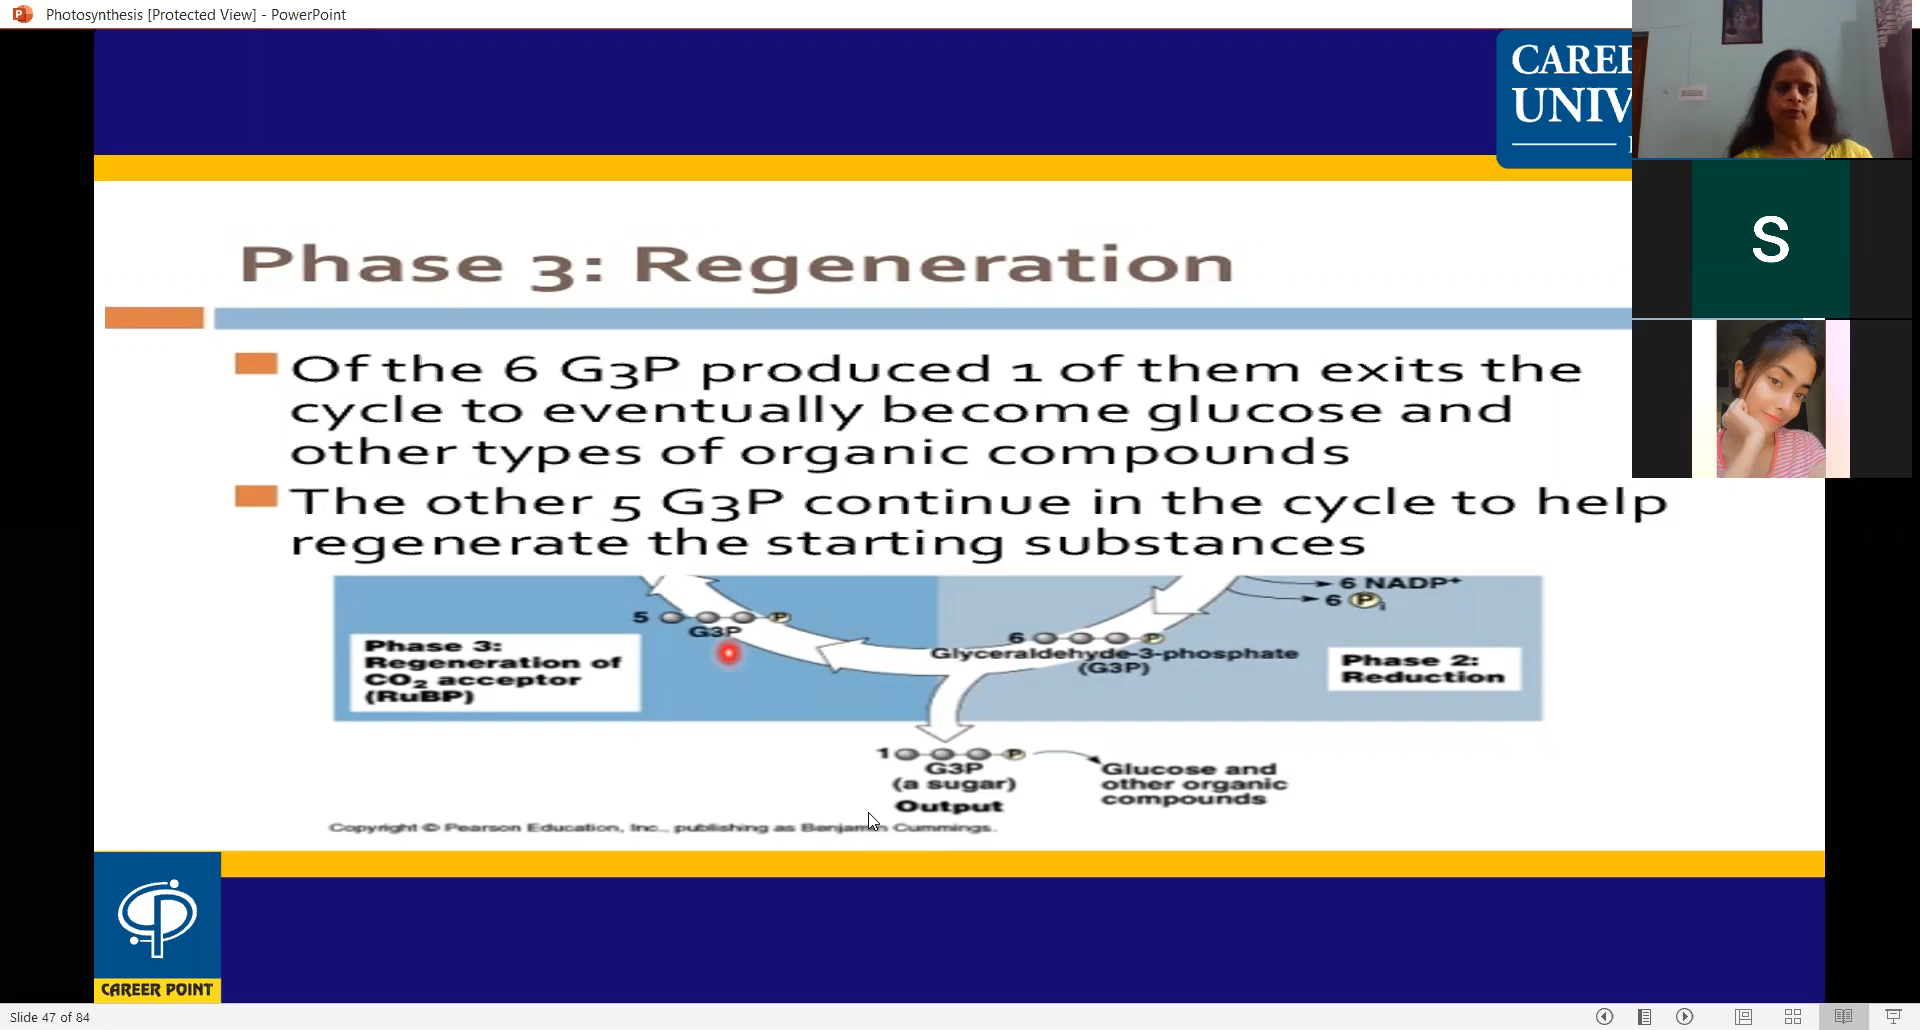 Photosynthesis [Protected View] - PowerPoint
CAREE
UNIV
S
Phase 3: Regeneration
Of the 6 G3P produced 1 of them exits the
cycle to eventually become glucose and
other types of organic compounds
The other 5 G3P continue in the cycle to help
regenerate the starting substances
6 NADP+
6 Pi
5 P
G3P
6 P
Glyceraldehyde-3-phosphate
(G3P)
Phase 3:
Regeneration of
CO2 acceptor
(RuBP)
Phase 2:
Reduction
1 P
G3P
(a sugar)
Output
Glucose and
other organic
compounds
Copyright © Pearson Education, Inc., publishing as Benjamin Cummings.
CAREER POINT
Slide 47 of 84